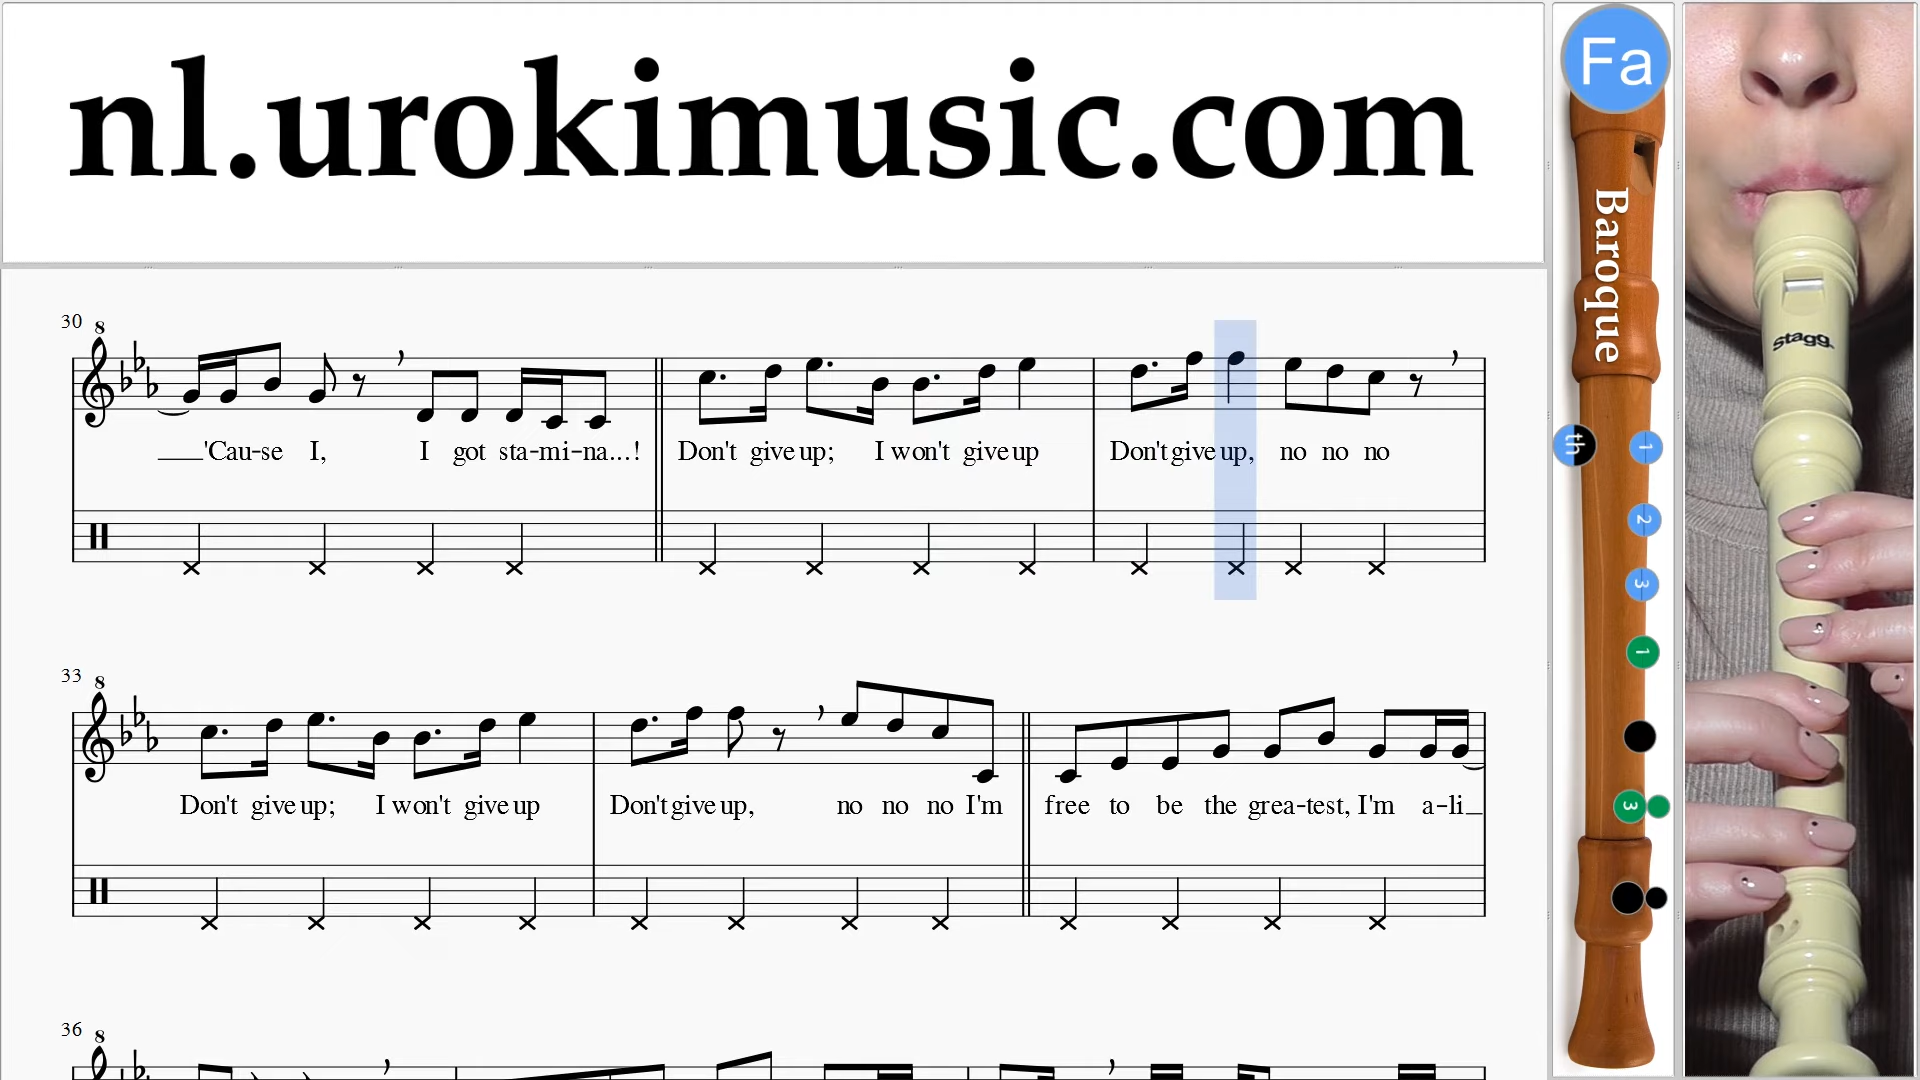 nl.urokimusic.com
Fa
Baroque
Stagg
th
1
2
3
1
3
30
8
'Cau-se I, I got sta-mi-na...! Don't give up; I won't give up Don't give up, no no no
33
8
Don't give up; I won't give up Don't give up, no no no I'm free to be the grea-test, I'm a-li
36
8